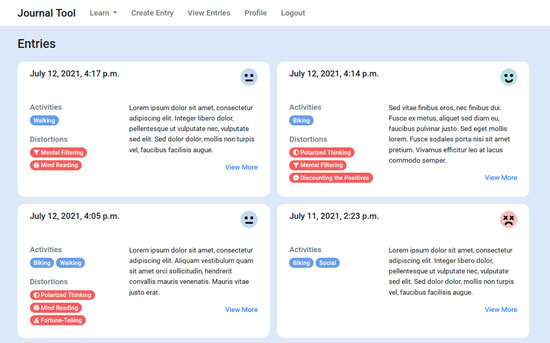 Journal Tool Learn Create Entry View Entries Profile Logout
Entries
July 12, 2021, 4:17 p.m.
Activities
Walking
Distortions
Mental Filtering
Mind Reading
Lorem ipsum dolor sit amet, consectetur
adipiscing elit. Integer libero dolor,
pellentesque ut vulputate nec, vulputate
sed elit. Sed dolor dolor, mollis non turpis
vel, faucibus facilisis augue.
View More
July 12, 2021, 4:14 p.m.
Activities
Biking
Distortions
Polarized Thinking
Mental Filtering
Discounting the Positives
Sed vitae finibus eros, nec finibus dui.
Fusce ex metus, aliquet sed diam eu,
faucibus pulvinar justo. Sed eget mollis
lorem. Fusce sodales porta nisi sit amet
pretium. Vivamus efficitur leo at lacus
commodo semper.
View More
July 12, 2021, 4:05 p.m.
Activities
Biking Walking
Distortions
Polarized Thinking
Mind Reading
Fortune-Telling
Lorem ipsum dolor sit amet, consectetur
adipiscing elit. Aliquam vestibulum quam
sit amet orci sollicitudin, hendrerit
convallis mauris venenatis. Mauris vitae
justo erat.
View More
July 11, 2021, 2:23 p.m.
Activities
Biking Social
Lorem ipsum dolor sit amet, consectetur
adipiscing elit. Integer libero dolor,
pellentesque ut vulputate nec, vulputate
sed elit. Sed dolor dolor, mollis non turpis
vel, faucibus facilisis augue.
View More